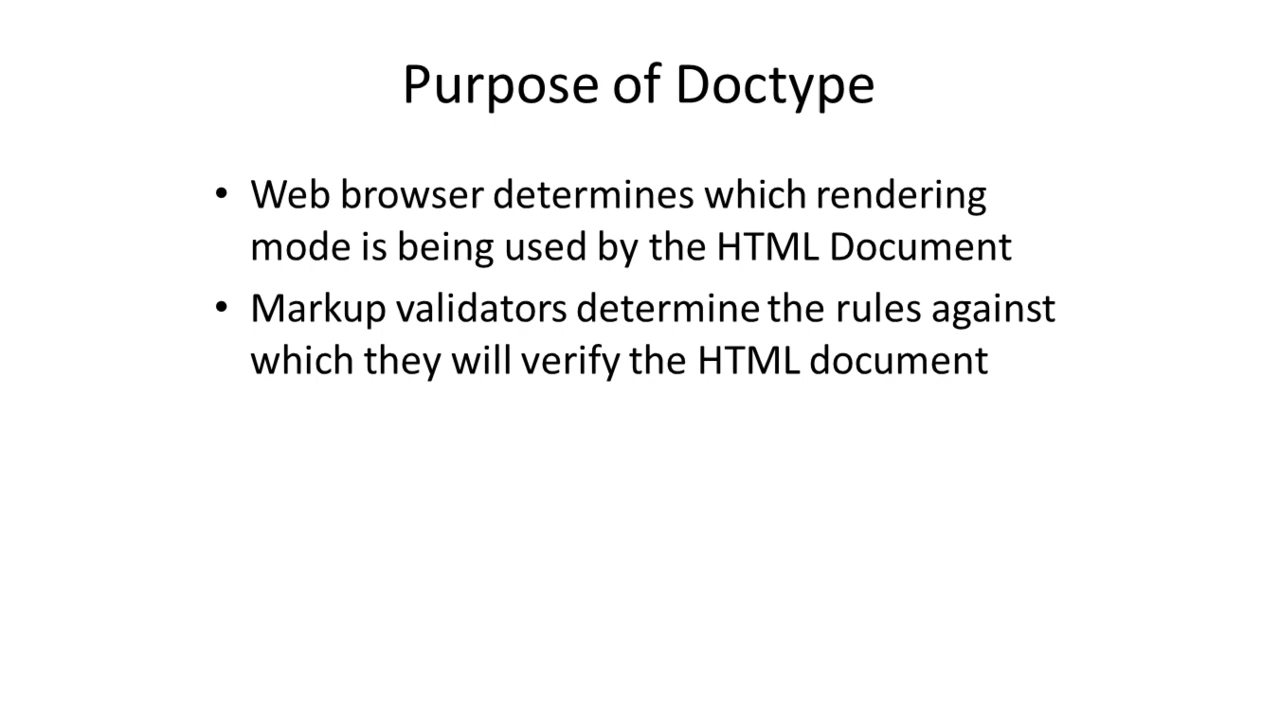 Purpose of Doctype
• Web browser determines which rendering
mode is being used by the HTML Document
• Markup validators determine the rules against
which they will verify the HTML document